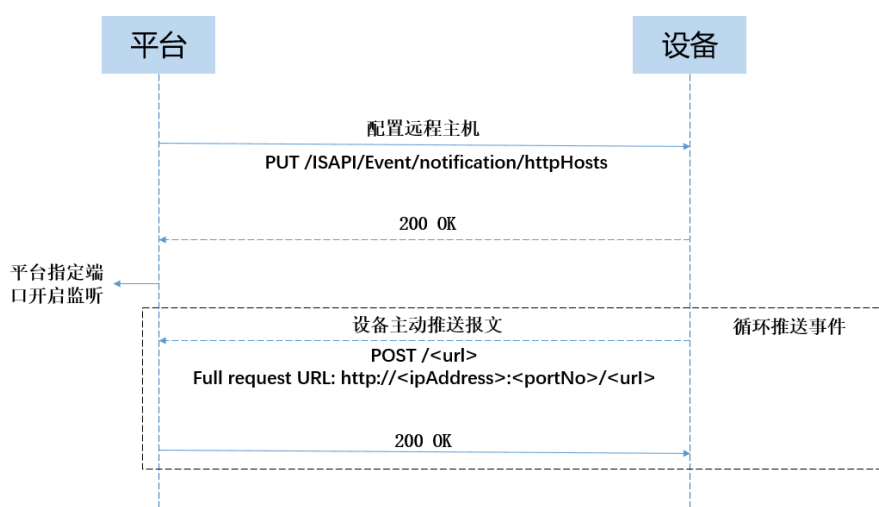 平台
设备
配置远程主机
PUT /ISAPI/Event/notification/httpHosts
200 OK
平台指定端
口开启监听
设备主动推送报文
循环推送事件
POST /<url>
Full request URL: http://<ipAddress>:<portNo>/<url>
200 OK